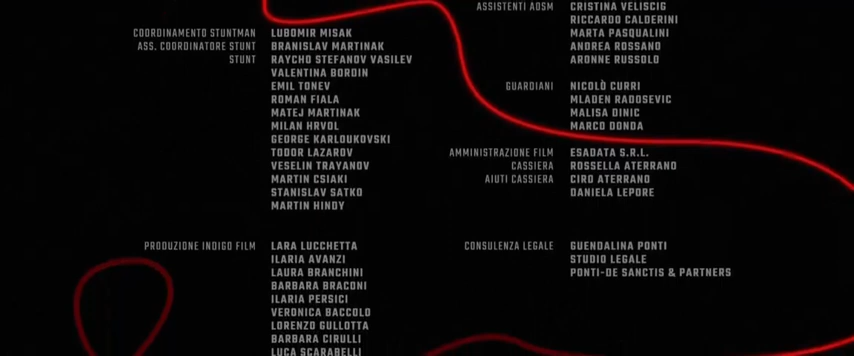 COORDINAMENTO STUNTMAN LUBOMIR MISAK
ASS. COORDINATORE STUNT BRANISLAV MARTINAK
STUNT RAYCHO STEFANOV VASILEV
VALENTINA BORDIN
EMIL TONEV
ROMAN FIALA
MATEJ MARTINAK
MILAN HRVOL
GEORGE KARLOUKOVSKI
TODOR LAZAROV
VESELIN TRAYANOV
MARTIN CSIAKI
STANISLAV SATKO
MARTIN HINDY
PRODUZIONE INDIGO FILM LARA LUCCHETTA
ILARIA AVANZI
LAURA BRANCHINI
BARBARA BRACONI
ILARIA PERSICI
VERONICA BACCOLO
LORENZO GULLOTTA
BARBARA CIRULLI
LUCA SCARABELLI
ASSISTENTI AOSM CRISTINA VELISCIG
RICCARDO CALDERINI
MARTA PASQUALINI
ANDREA ROSSANO
ARONNE RUSSOLO
GUARDIANI NICOLÒ CURRI
MLADEN RADOSEVIC
MALISA DINIC
MARCO DONDA
AMMINISTRAZIONE FILM ESADATA S.R.L.
CASSIERA ROSSELLA ATERRANO
AIUTI CASSIERA CIRO ATERRANO
DANIELA LEPORE
CONSULENZA LEGALE GUENDALINA PONTI
STUDIO LEGALE
PONTI-DE SANCTIS & PARTNERS